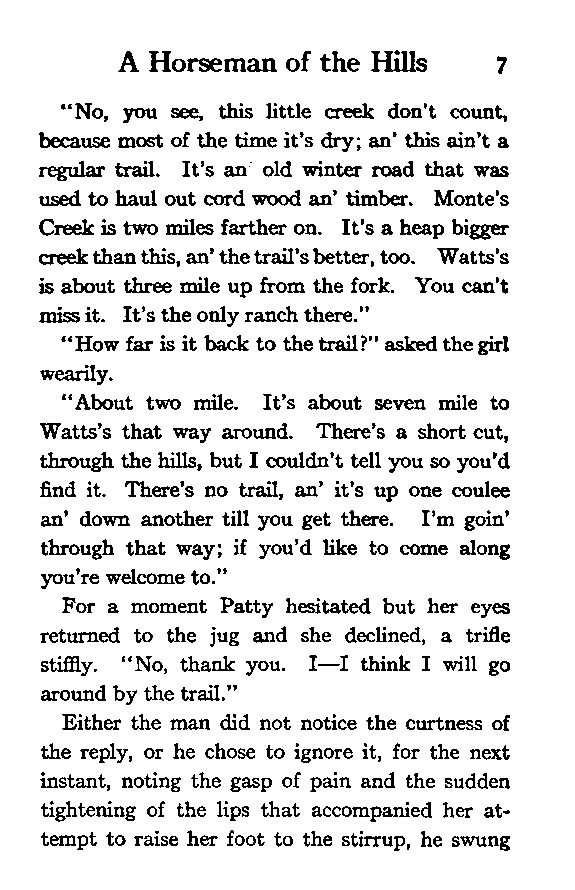 A Horseman of the Hills 7
"No, you see, this little creek don't count,
because most of the time it's dry; an' this ain't a
regular trail. It's an old winter road that was
used to haul out cord wood an' timber. Monte's
Creek is two miles farther on. It's a heap bigger
creek than this, an' the trail's better, too. Watts's
is about three mile up from the fork. You can't
miss it. It's the only ranch there."
"How far is it back to the trail?" asked the girl
wearily.
"About two mile. It's about seven mile to
Watts's that way around. There's a short cut,
through the hills, but I couldn't tell you so you'd
find it. There's no trail, an' it's up one coulee
an' down another till you get there. I'm goin'
through that way; if you'd like to come along
you're welcome to."
For a moment Patty hesitated but her eyes
returned to the jug and she declined, a trifle
stiffly. "No, thank you. I—I think I will go
around by the trail."
Either the man did not notice the curtness of
the reply, or he chose to ignore it, for the next
instant, noting the gasp of pain and the sudden
tightening of the lips that accompanied her at-
tempt to raise her foot to the stirrup, he swung